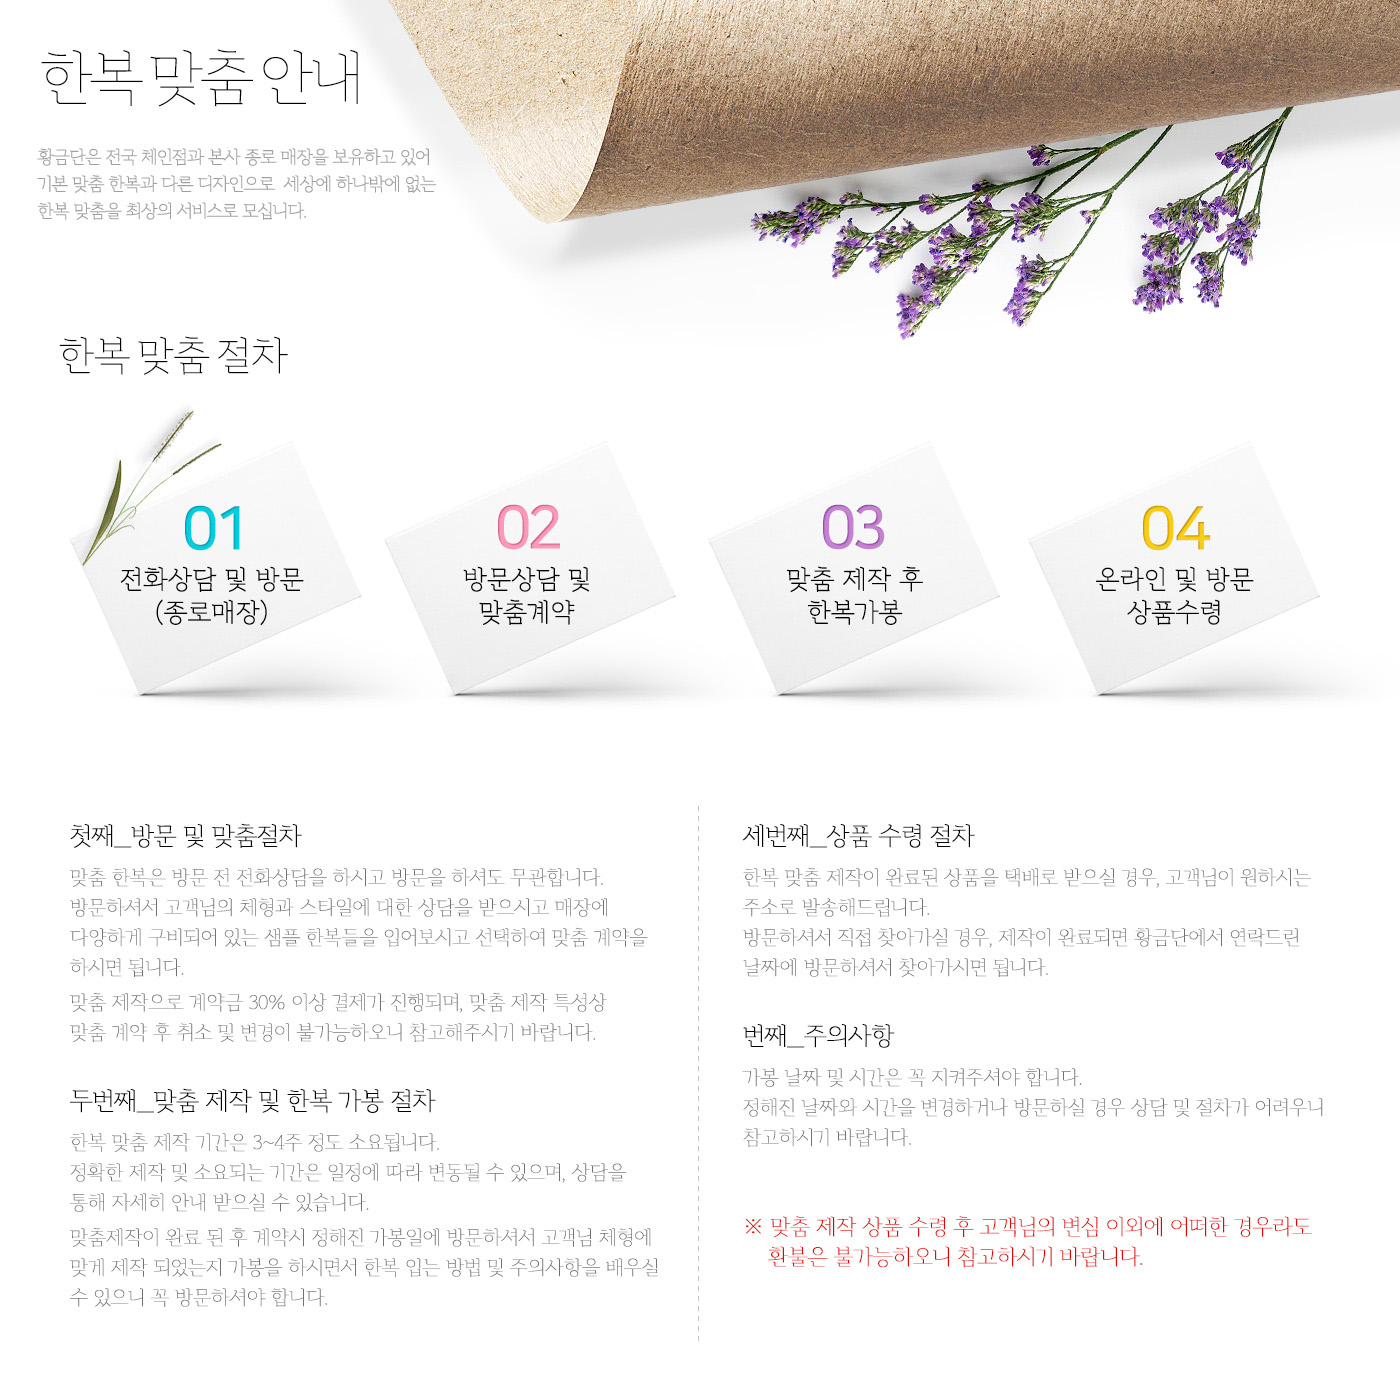 한복 맞춤 안내
황금단은 전국 체인점과 본사 종로 매장을 보유하고 있어
기본 맞춤 한복과 다른 디자인으로 세상에 하나밖에 없는
한복 맞춤을 최상의 서비스로 모십니다.
한복 맞춤 절차
01
전화상담 및 방문
(종로매장)
02
방문상담 및
맞춤계약
03
맞춤 제작 후
한복가봉
04
온라인 및 방문
상품수령
첫째_방문 및 맞춤절차
맞춤 한복은 방문 전 전화상담을 하시고 방문을 하셔도 무관합니다.
방문하셔서 고객님의 체형과 스타일에 대한 상담을 받으시고 매장에
다양하게 구비되어 있는 샘플 한복들을 입어보시고 선택하여 맞춤 계약을
하시면 됩니다.
맞춤 제작으로 계약금 30% 이상 결제가 진행되며, 맞춤 제작 특성상
맞춤 계약 후 취소 및 변경이 불가능하오니 참고해주시기 바랍니다.
두번째_맞춤 제작 및 한복 가봉 절차
한복 맞춤 제작 기간은 3~4주 정도 소요됩니다.
정확한 제작 및 소요되는 기간은 일정에 따라 변동될 수 있으며, 상담을
통해 자세히 안내 받으실 수 있습니다.
맞춤제작이 완료 된 후 계약시 정해진 가봉일에 방문하셔서 고객님 체형에
맞게 제작 되었는지 가봉을 하시면서 한복 입는 방법 및 주의사항을 배우실
수 있으니 꼭 방문하셔야 합니다.
세번째_상품 수령 절차
한복 맞춤 제작이 완료된 상품을 택배로 받으실 경우, 고객님이 원하시는
주소로 발송해드립니다.
방문하셔서 직접 찾아가실 경우, 제작이 완료되면 황금단에서 연락드린
날짜에 방문하셔서 찾아가시면 됩니다.
번째_주의사항
가봉 날짜 및 시간은 꼭 지켜주셔야 합니다.
정해진 날짜와 시간을 변경하거나 방문하실 경우 상담 및 절차가 어려우니
참고하시기 바랍니다.
※ 맞춤 제작 상품 수령 후 고객님의 변심 이외에 어떠한 경우라도
환불은 불가능하오니 참고하시기 바랍니다.